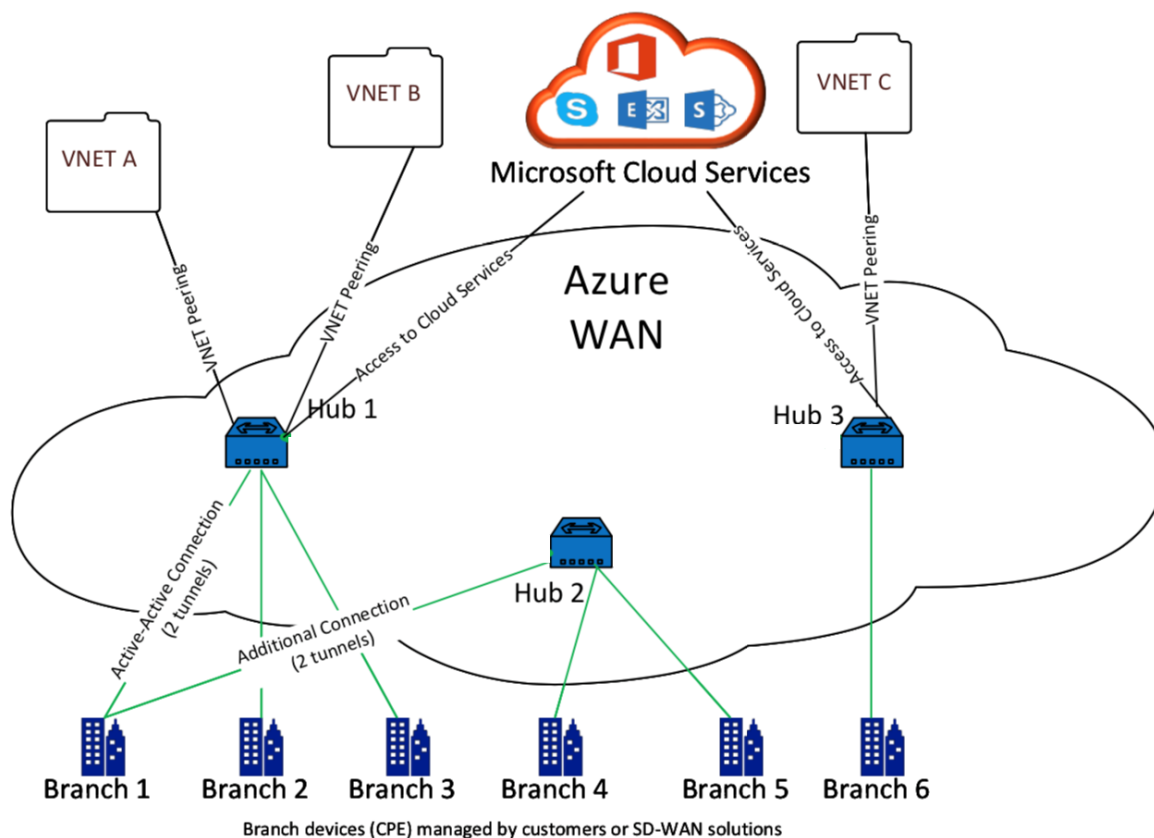 VNET A
VNET B
VNET C
Microsoft Cloud Services
VNET Peering
VNET Peering
Access to Cloud Services
Access to Cloud Services
VNET Peering
Azure
WAN
Hub 1
Hub 3
Hub 2
Active-Active Connection
(2 tunnels)
Additional Connection
(2 tunnels)
Branch 1
Branch 2
Branch 3
Branch 4
Branch 5
Branch 6
Branch devices (CPE) managed by customers or SD-WAN solutions